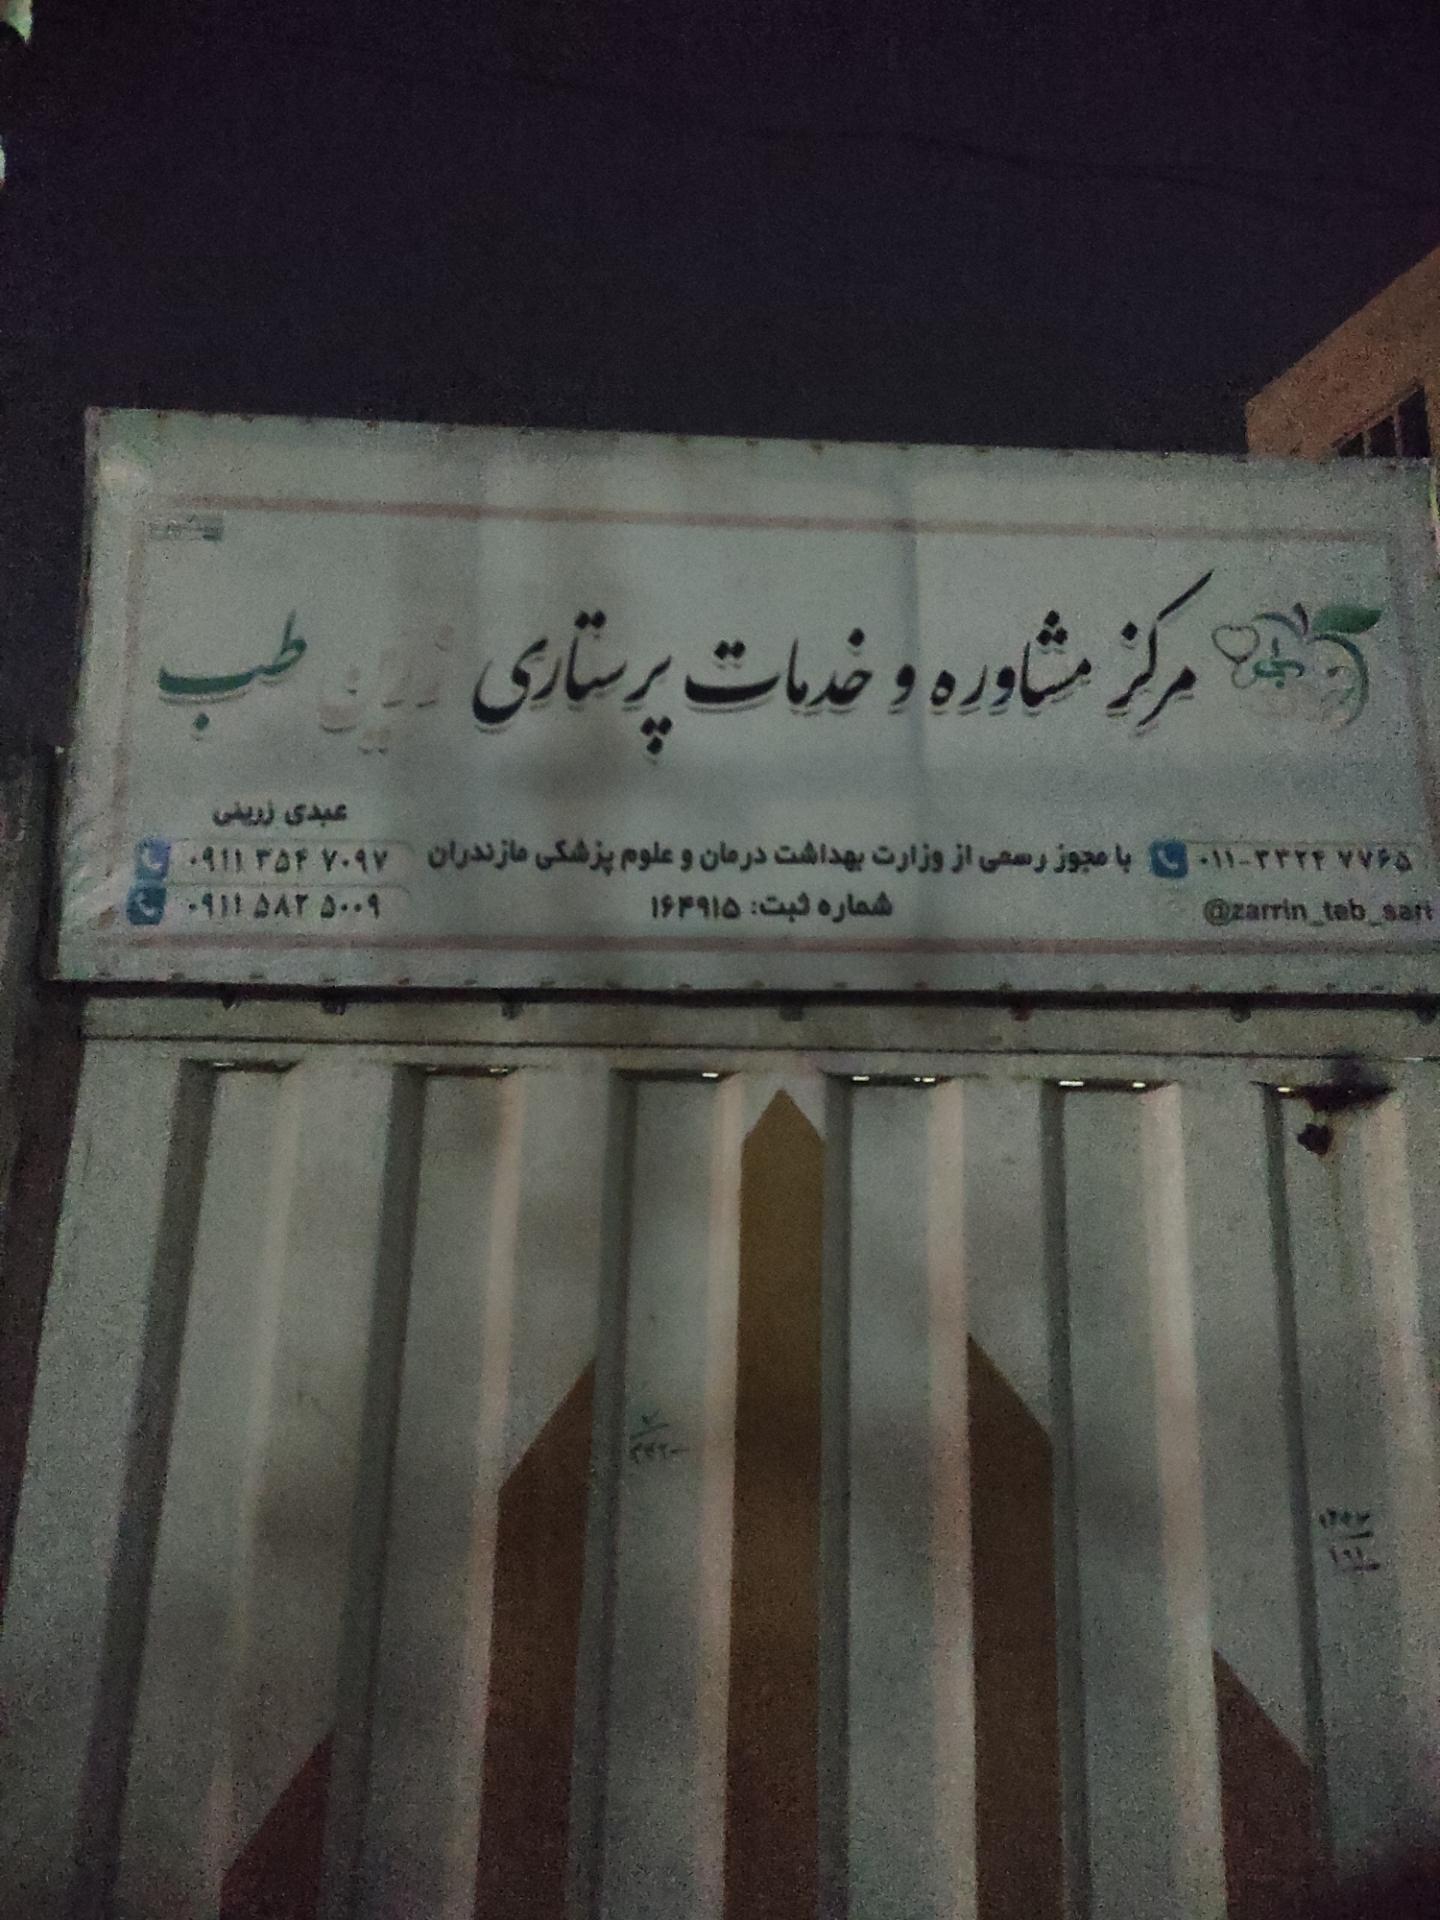 مرکز مشاوره و خدمات پرستاری زرین طب
عبدی زرینی
۰۱۱-۳۳۲۴ ۷۷۶۵
با مجوز رسمی از وزارت بهداشت درمان و علوم پزشکی مازندران
۰۹۱۱ ۳۵۴ ۷۰۹۷
@zarrin_teb_sari
شماره ثبت: ۱۶۴۹۱۵
۰۹۱۱ ۵۸۲ ۵۰۰۹